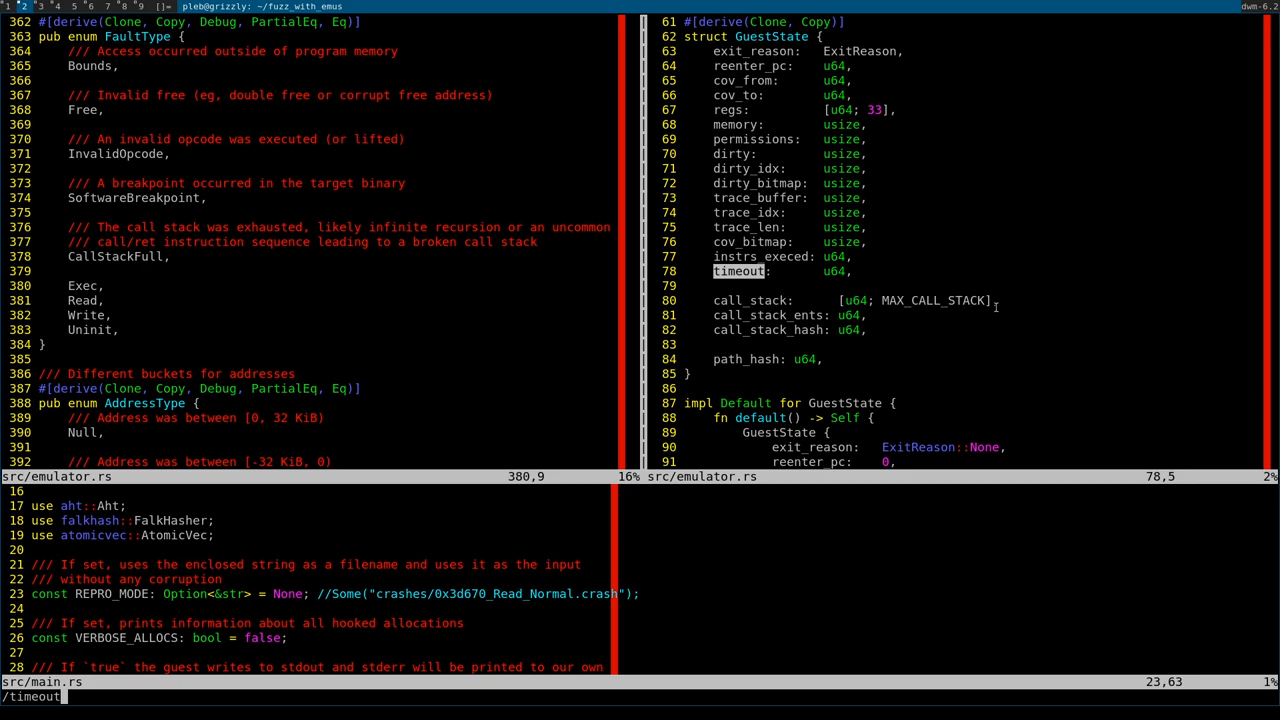 1 2 3 4 5 6 7 8 9 []= pleb@grizzly: ~/fuzz_with_emus dwm-6.2
362 #[derive(Clone, Copy, Debug, PartialEq, Eq)]
363 pub enum FaultType {
364     /// Access occurred outside of program memory
365     Bounds,
366
367     /// Invalid free (eg, double free or corrupt free address)
368     Free,
369
370     /// An invalid opcode was executed (or lifted)
371     InvalidOpcode,
372
373     /// A breakpoint occurred in the target binary
374     SoftwareBreakpoint,
375
376     /// The call stack was exhausted, likely infinite recursion or an uncommon
377     /// call/ret instruction sequence leading to a broken call stack
378     CallStackFull,
379
380     Exec,
381     Read,
382     Write,
383     Uninit,
384 }
385
386 /// Different buckets for addresses
387 #[derive(Clone, Copy, Debug, PartialEq, Eq)]
388 pub enum AddressType {
389     /// Address was between [0, 32 KiB)
390     Null,
391
392     /// Address was between [-32 KiB, 0)
src/emulator.rs 380,9 16%
61 #[derive(Clone, Copy)]
62 struct GuestState {
63     exit_reason:   ExitReason,
64     reenter_pc:    u64,
65     cov_from:      u64,
66     cov_to:        u64,
67     regs:          [u64; 33],
68     memory:        usize,
69     permissions:   usize,
70     dirty:         usize,
71     dirty_idx:     usize,
72     dirty_bitmap:  usize,
73     trace_buffer:  usize,
74     trace_idx:     usize,
75     trace_len:     usize,
76     cov_bitmap:    usize,
77     instrs_execed: u64,
78     timeout:       u64,
79
80     call_stack:      [u64; MAX_CALL_STACK],
81     call_stack_ents: u64,
82     call_stack_hash: u64,
83
84     path_hash: u64,
85 }
86
87 impl Default for GuestState {
88     fn default() -> Self {
89         GuestState {
90             exit_reason:   ExitReason::None,
91             reenter_pc:    0,
src/emulator.rs 78,5 2%
16
17 use aht::Aht;
18 use falkhash::FalkHasher;
19 use atomicvec::AtomicVec;
20
21 /// If set, uses the enclosed string as a filename and uses it as the input
22 /// without any corruption
23 const REPRO_MODE: Option<&str> = None; //Some("crashes/0x3d670_Read_Normal.crash");
24
25 /// If set, prints information about all hooked allocations
26 const VERBOSE_ALLOCS: bool = false;
27
28 /// If `true` the guest writes to stdout and stderr will be printed to our own
src/main.rs 23,63 1%
/timeout